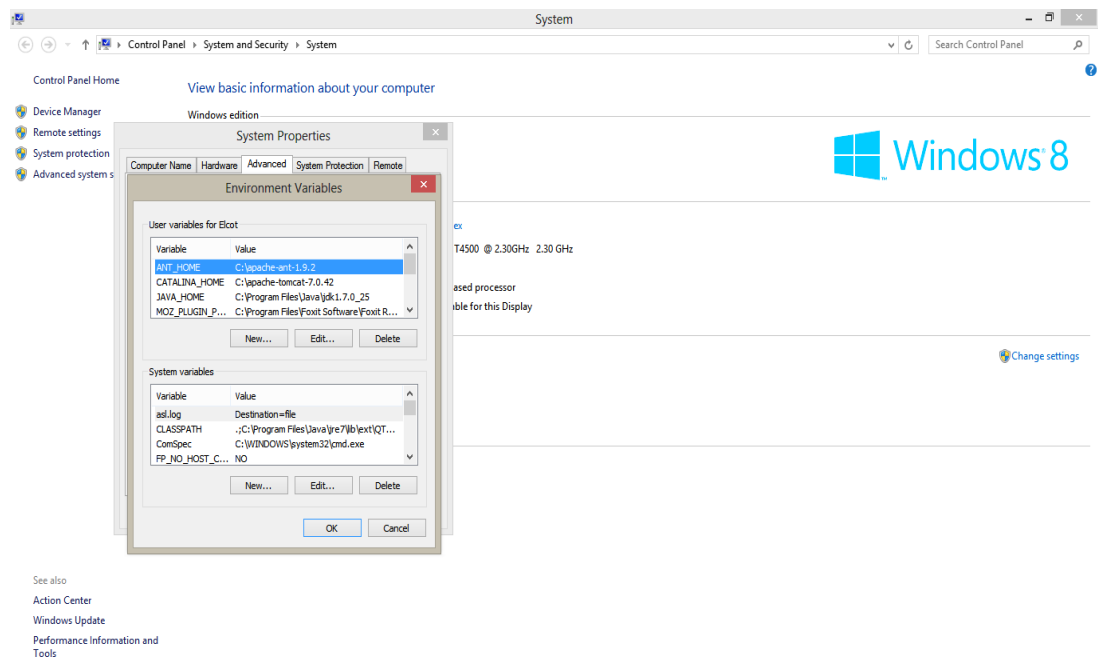 System
Control Panel
System and Security
System
Search Control Panel
Control Panel Home
Device Manager
Remote settings
System protection
Advanced system s
View basic information about your computer
Windows edition
Windows 8
System Properties
Computer Name
Hardware
Advanced
System Protection
Remote
Environment Variables
User variables for Elcot
Variable Value
ANT_HOME C:\apache-ant-1.9.2
CATALINA_HOME C:\apache-tomcat-7.0.42
JAVA_HOME C:\Program Files\Java\jdk1.7.0_25
MOZ_PLUGIN_P... C:\Program Files\Foxit Software\Foxit R...
New... Edit... Delete
System variables
Variable Value
asl.log Destination=file
CLASSPATH .;C:\Program Files\Java\jre7\lib\ext\QT...
ComSpec C:\WINDOWS\system32\cmd.exe
FP_NO_HOST_C... NO
New... Edit... Delete
OK Cancel
ex
T4500 @ 2.30GHz 2.30 GHz
ased processor
ble for this Display
Change settings
See also
Action Center
Windows Update
Performance Information and
Tools